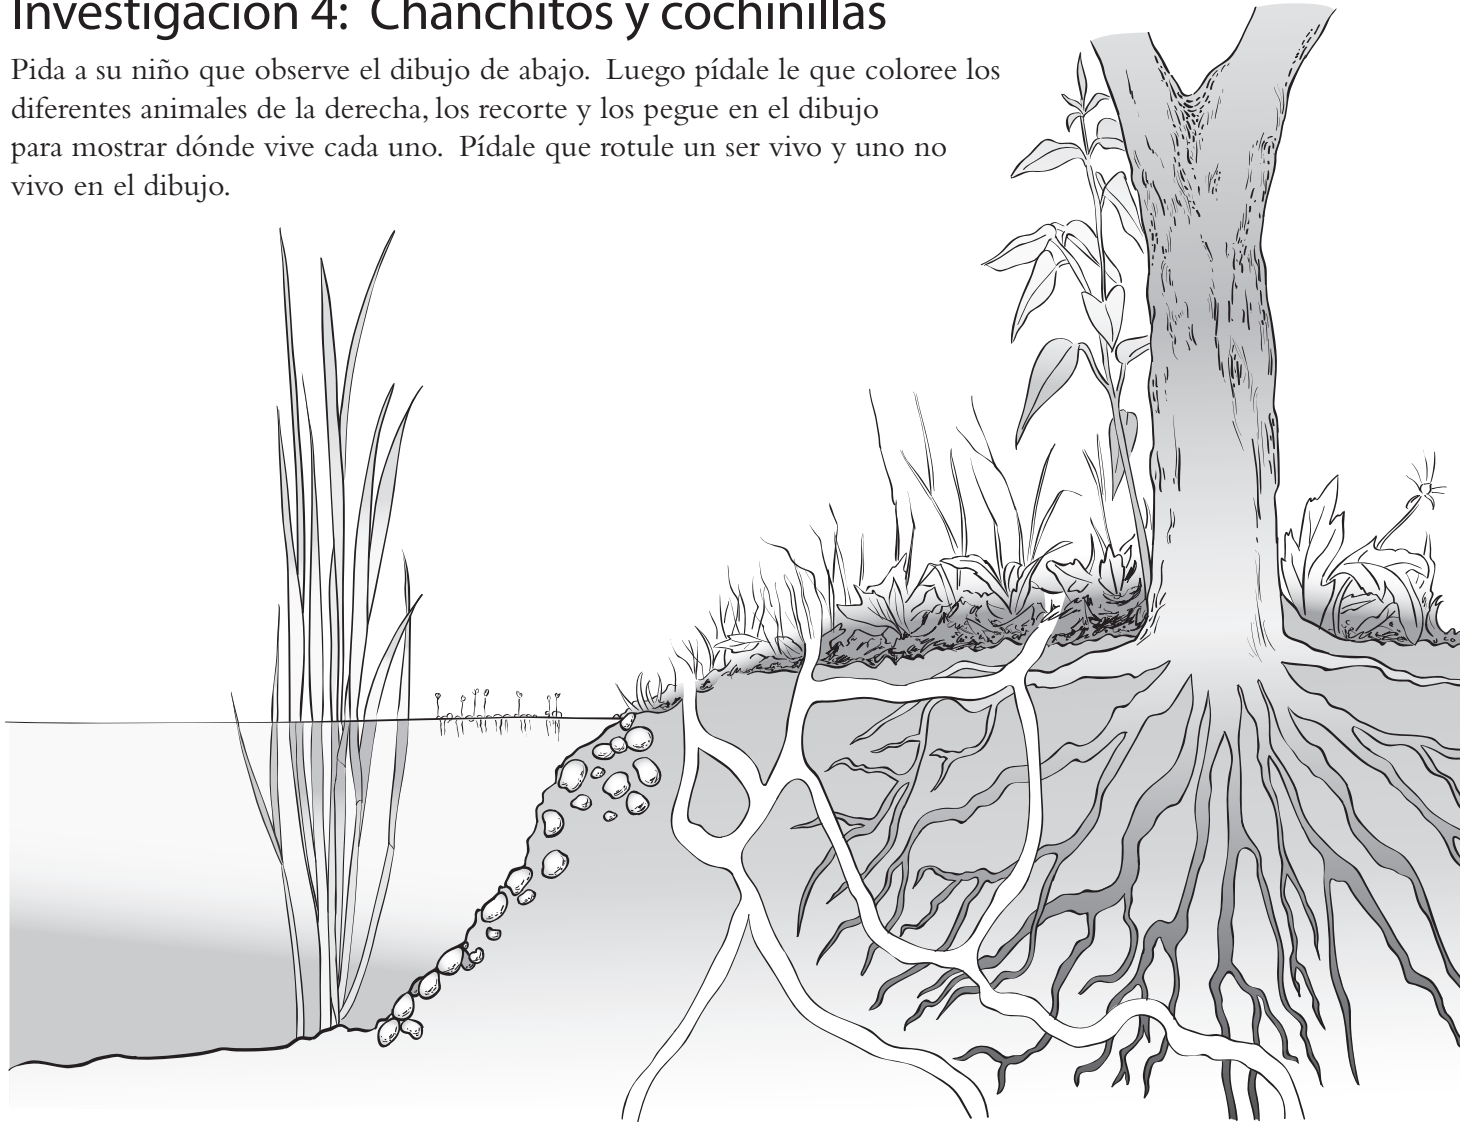 Investigación 4: Chanchitos y cochinillas
Pida a su niño que observe el dibujo de abajo. Luego pídale le que coloree los
diferentes animales de la derecha, los recorte y los pegue en el dibujo
para mostrar dónde vive cada uno. Pídale que rotule un ser vivo y uno no
vivo en el dibujo.